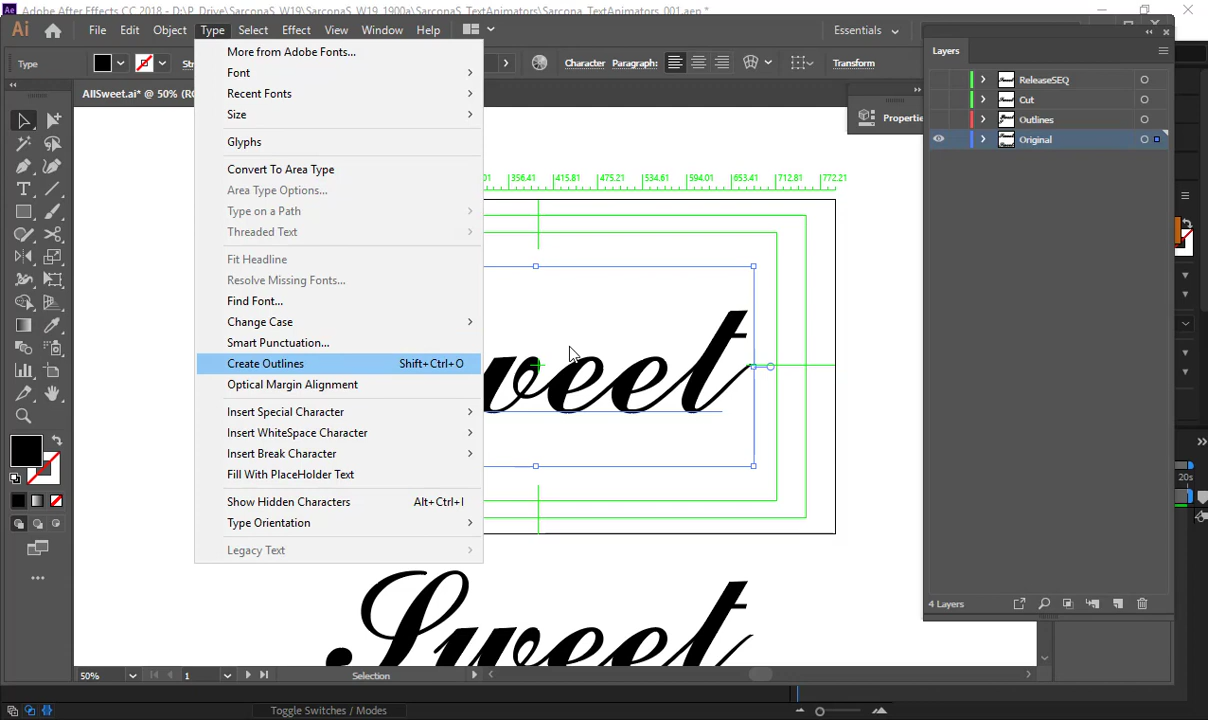 Adobe After Effects CC 2018 - D:\P_Drive\SarconaS_W19\SarconaS_W19_1900a\SarconaS_W19_TextAnimators\SarconaS_TextAnimators_001.aep *
Ai File Edit Object Type Select Effect View Window Help Essentials
Type Character Paragraph: Transform
AllSweet.ai* @ 50%
More from Adobe Fonts...
Font
Recent Fonts
Size
Glyphs
Convert To Area Type
Area Type Options...
Type on a Path
Threaded Text
Fit Headline
Resolve Missing Fonts...
Find Font...
Change Case
Smart Punctuation...
Create Outlines Shift+Ctrl+O
Optical Margin Alignment
Insert Special Character
Insert WhiteSpace Character
Insert Break Character
Fill With PlaceHolder Text
Show Hidden Characters Alt+Ctrl+I
Type Orientation
Legacy Text
356.41 415.81 475.21 534.61 594.01 653.41 712.81 772.21
weet
Sweet
Properties
Layers
ReleaseSEQ
Cut
Outlines
Original
4 Layers
20s
50% 1 Selection
Toggle Switches / Modes